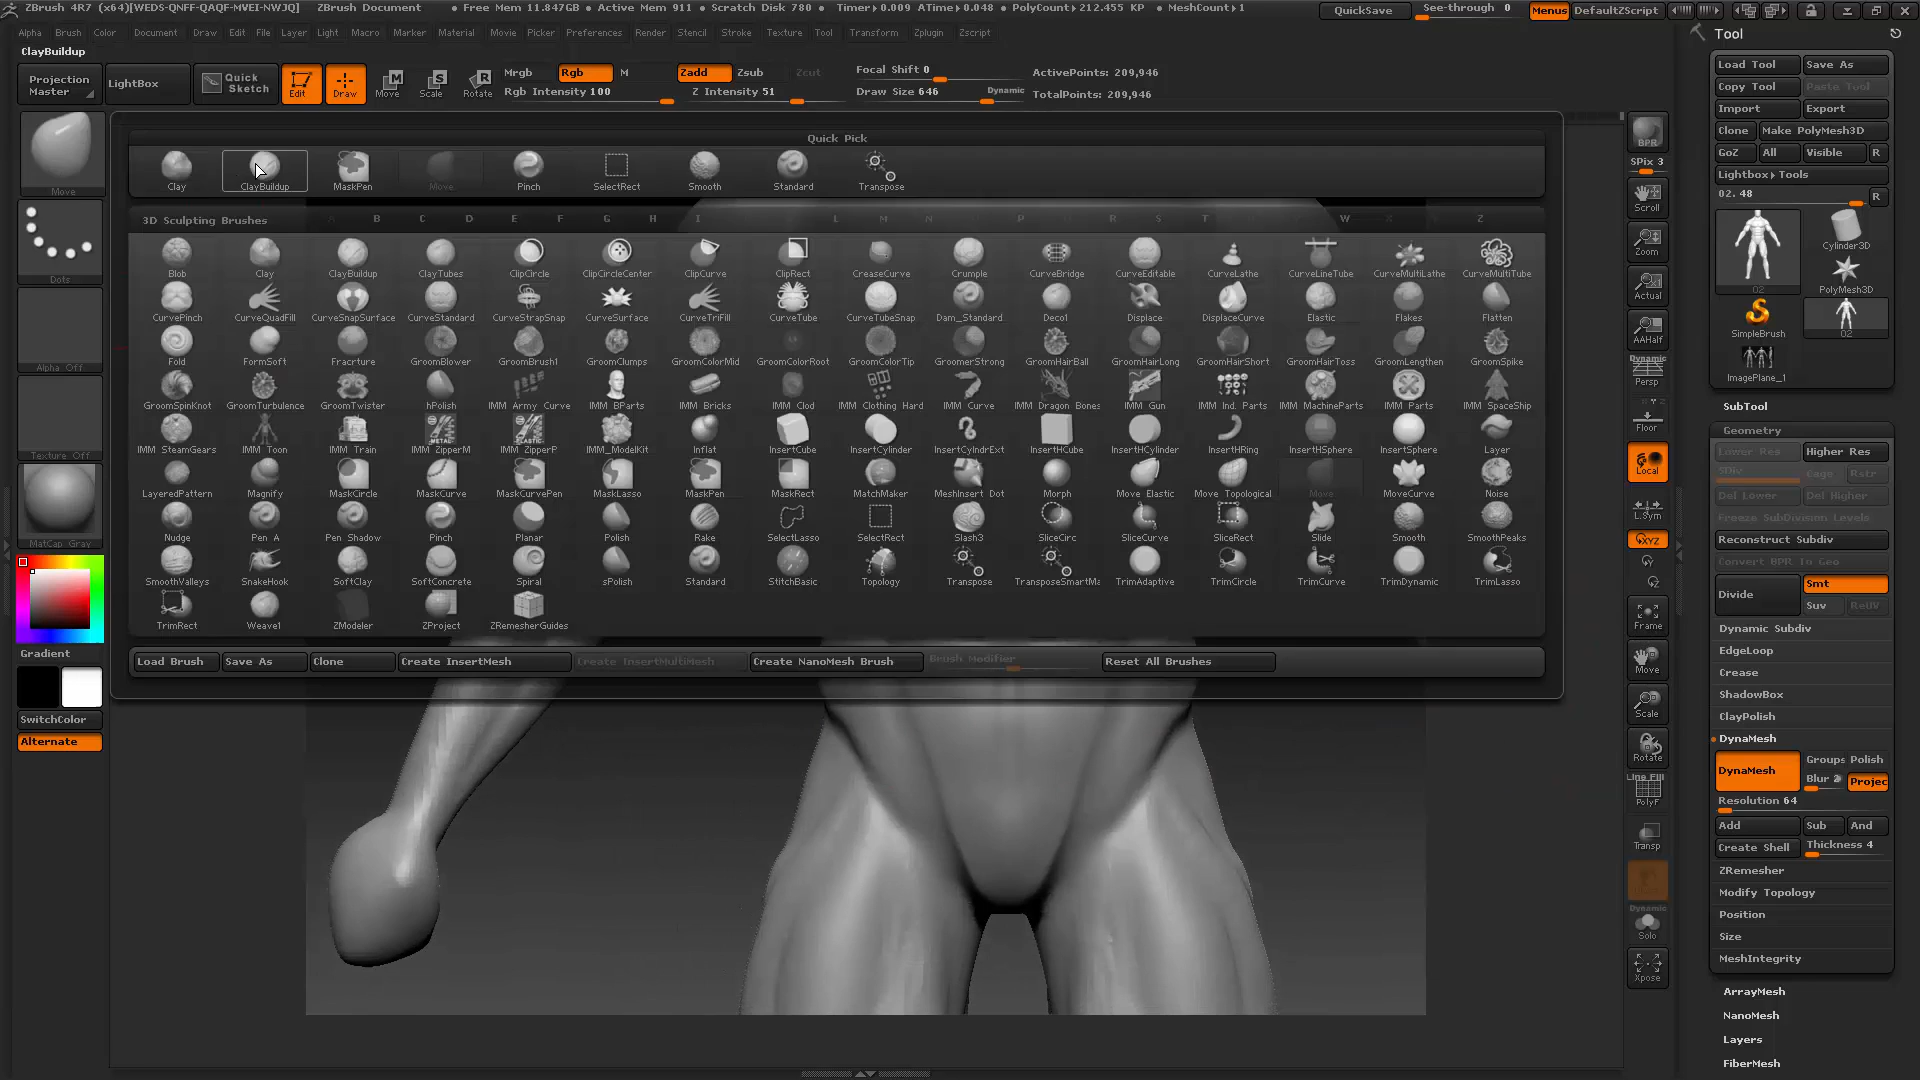 ZBrush 4R7 (x64)[WEDS-QNFF-QAQF-MVEI-NWJQ] ZBrush Document • Free Mem 11.847GB • Active Mem 911 • Scratch Disk 780 • Timer▸0.009 ATime▸0.048 • PolyCount▸212.455 KP • MeshCount▸1 QuickSave See-through 0 Menus DefaultZScript
Alpha Brush Color Document Draw Edit File Layer Light Macro Marker Material Movie Picker Preferences Render Stencil Stroke Texture Tool Transform Zplugin Zscript
ClayBuildup
Projection Master
LightBox
Quick Sketch
Edit Draw Move Scale Rotate
Mrgb Rgb M Zadd Zsub Zcut
Rgb Intensity 100 Z Intensity 51
Focal Shift 0
Draw Size 646 Dynamic
ActivePoints: 209,946
TotalPoints: 209,946
Move
Dots
Alpha Off
Texture Off
MatCap Gray
Gradient
SwitchColor
Alternate
Quick Pick
Clay ClayBuildup MaskPen Move Pinch SelectRect Smooth Standard Transpose
3D Sculpting Brushes A B C D E F G H I L M N P R S T W Z
Blob Clay ClayBuildup ClayTubes ClipCircle ClipCircleCenter ClipCurve ClipRect CreaseCurve Crumple CurveBridge CurveEditable CurveLathe CurveLineTube CurveMultiLathe CurveMultiTube
CurvePinch CurveQuadFill CurveSnapSurface CurveStandard CurveStrapSnap CurveSurface CurveTriFill CurveTube CurveTubeSnap Dam_Standard Deco1 Displace DisplaceCurve Elastic Flakes Flatten
Fold FormSoft Fracrture GroomBlower GroomBrush1 GroomClumps GroomColorMid GroomColorRoot GroomColorTip GroomerStrong GroomHairBall GroomHairLong GroomHairShort GroomHairToss GroomLengthen GroomSpike
GroomSpinKnot GroomTurbulence GroomTwister hPolish IMM Army Curve IMM BParts IMM Bricks IMM Clod IMM Clothing Hard IMM Curve IMM Dragon Bones IMM Gun IMM Ind. Parts IMM MachineParts IMM Parts IMM SpaceShip
IMM SteamGears IMM Toon IMM Train IMM ZipperM IMM ZipperP IMM_ModelKit Inflat InsertCube InsertCylinder InsertCylndrExt InsertHCube InsertHCylinder InsertHRing InsertHSphere InsertSphere Layer
LayeredPattern Magnify MaskCircle MaskCurve MaskCurvePen MaskLasso MaskPen MaskRect MatchMaker MeshInsert Dot Morph Move Elastic Move Topological Move MoveCurve Noise
Nudge Pen A Pen Shadow Pinch Planar Polish Rake SelectLasso SelectRect Slash3 SliceCirc SliceCurve SliceRect Slide Smooth SmoothPeaks
SmoothValleys SnakeHook SoftClay SoftConcrete Spiral sPolish Standard StitchBasic Topology Transpose TransposeSmartMa TrimAdaptive TrimCircle TrimCurve TrimDynamic TrimLasso
TrimRect Weave1 ZModeler ZProject ZRemesherGuides
Load Brush Save As Clone Create InsertMesh Create InsertMultiMesh Create NanoMesh Brush Brush Modifier Reset All Brushes
BPR
SPix 3
Scroll
Zoom
Actual
AAHalf
Dynamic
Persp
Floor
Local
L.Sym
XYZ
Frame
Move
Scale
Rotate
Line Fill
PolyF
Transp
Dynamic
Solo
Xpose
Tool
Load Tool Save As
Copy Tool Paste Tool
Import Export
Clone Make PolyMesh3D
GoZ All Visible R
Lightbox▸Tools
02. 48 R
02
Cylinder3D
PolyMesh3D
SimpleBrush
02
ImagePlane_1
SubTool
Geometry
Lower Res Higher Res
SDiv Cage Rstr
Del Lower Del Higher
Freeze SubDivision Levels
Reconstruct Subdiv
Convert BPR To Geo
Divide Smt
Suv ReUV
Dynamic Subdiv
EdgeLoop
Crease
ShadowBox
ClayPolish
DynaMesh
DynaMesh Groups Polish
Blur 2 Projec
Resolution 64
Add Sub And
Create Shell Thickness 4
ZRemesher
Modify Topology
Position
Size
MeshIntegrity
ArrayMesh
NanoMesh
Layers
FiberMesh